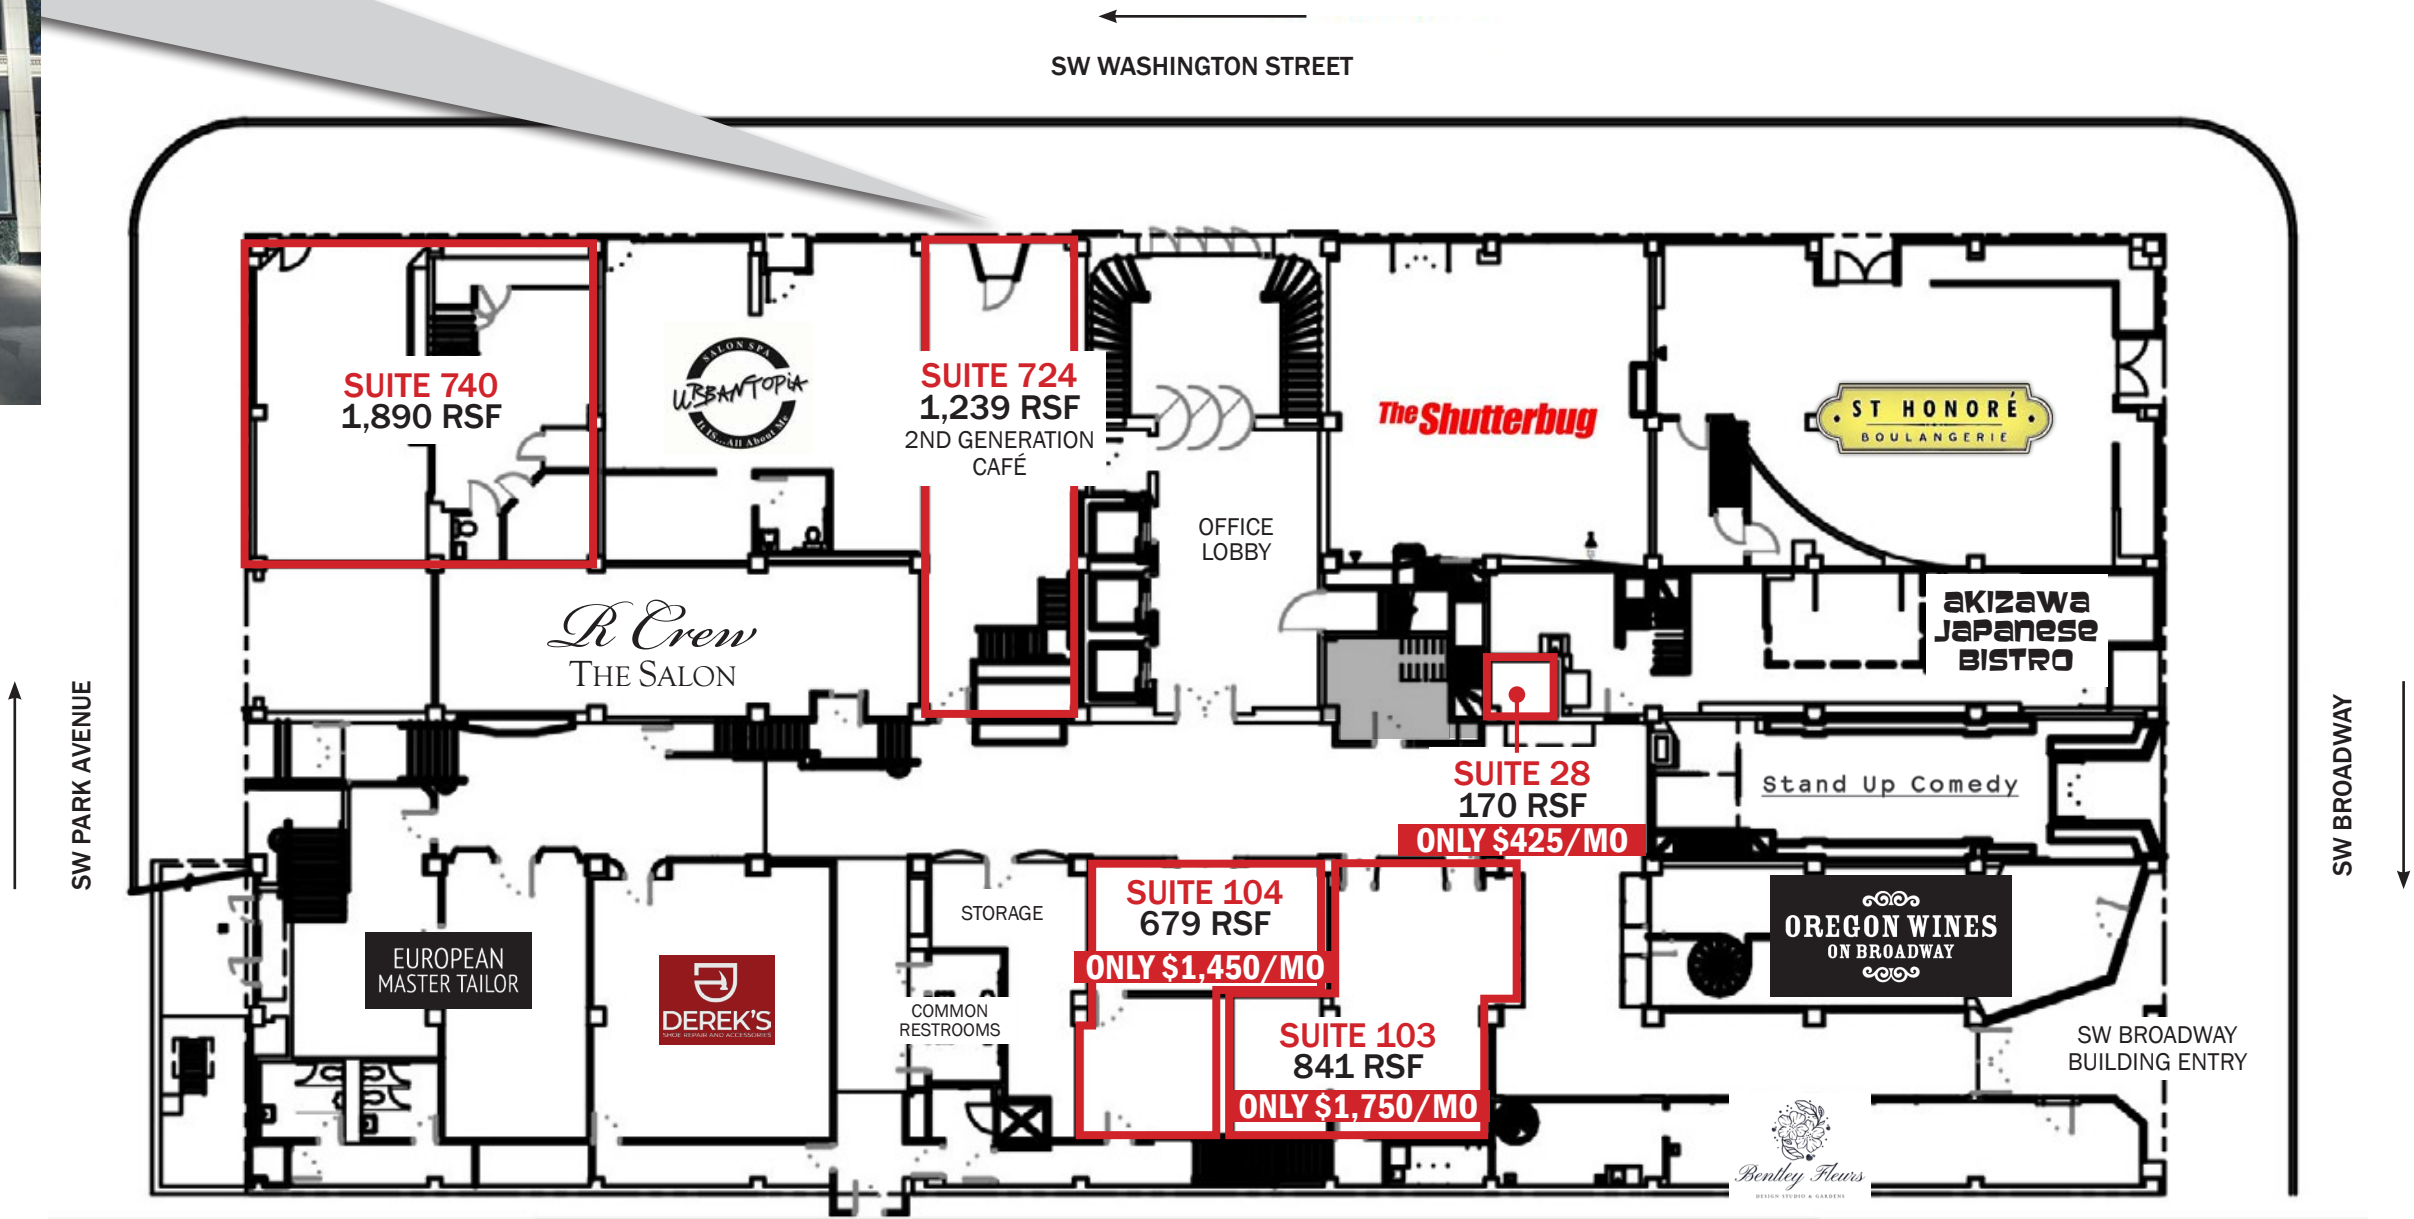 SW WASHINGTON STREET
SUITE 740
1,890 RSF
SALON SPA
URBANTOPIA
It IS...All About Me
SUITE 724
1,239 RSF
2ND GENERATION
CAFÉ
The Shutterbug
ST HONORÉ
BOULANGERIE
OFFICE
LOBBY
R Crew
THE SALON
AKIZAWA
JAPANESE
BISTRO
SW PARK AVENUE
SW BROADWAY
SUITE 28
170 RSF
ONLY $425/MO
Stand Up Comedy
STORAGE
SUITE 104
679 RSF
ONLY $1,450/MO
OREGON WINES
ON BROADWAY
EUROPEAN
MASTER TAILOR
DEREK'S
SHOE REPAIR AND ACCESSORIES
COMMON
RESTROOMS
SUITE 103
841 RSF
ONLY $1,750/MO
SW BROADWAY
BUILDING ENTRY
Bentley Fleurs
DESIGN STUDIO & GARDENS